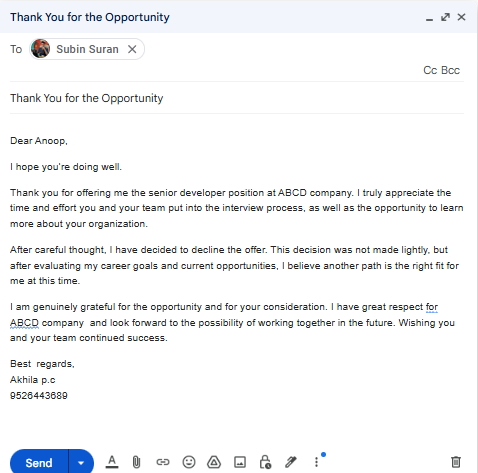 Thank You for the Opportunity
To Subin Suran
Cc Bcc
Thank You for the Opportunity
Dear Anoop,
I hope you're doing well.
Thank you for offering me the senior developer position at ABCD company. I truly appreciate the
time and effort you and your team put into the interview process, as well as the opportunity to learn
more about your organization.
After careful thought, I have decided to decline the offer. This decision was not made lightly, but
after evaluating my career goals and current opportunities, I believe another path is the right fit for
me at this time.
I am genuinely grateful for the opportunity and for your consideration. I have great respect for
ABCD company  and look forward to the possibility of working together in the future. Wishing you
and your team continued success.
Best  regards,
Akhila p.c
9526443689
Send